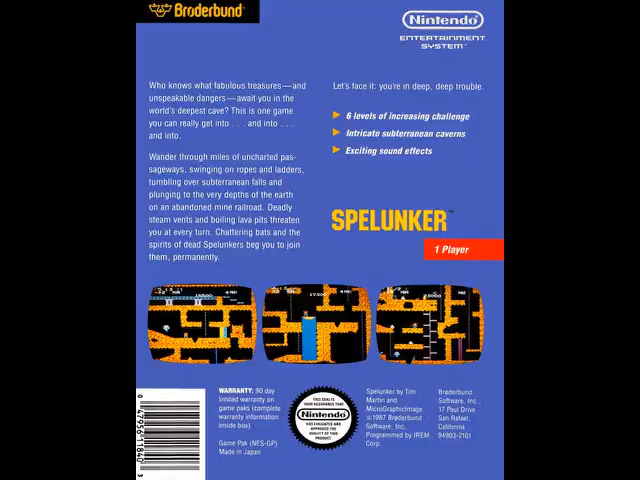 Brøderbund
Nintendo
ENTERTAINMENT
SYSTEM™
Who knows what fabulous treasures—and
unspeakable dangers—await you in the
world's deepest cave? This is one game
you can really get into . . . and into . . .
and into.
Wander through miles of uncharted pas-
sageways, swinging on ropes and ladders,
tumbling over subterranean falls and
plunging to the very depths of the earth
on an abandoned mine railroad. Deadly
steam vents and boiling lava pits threaten
you at every turn. Chattering bats and the
spirits of dead Spelunkers beg you to join
them, permanently.
Let's face it: you're in deep, deep trouble.
6 levels of increasing challenge
Intricate subterranean caverns
Exciting sound effects
SPELUNKER™
1 Player
0 47956 11840 3
WARRANTY: 90 day
limited warranty on
game paks (complete
warranty information
inside box).
Game Pak (NES-GP)
Made in Japan
THIS SEAL IS
YOUR ASSURANCE THAT
Nintendo
HAS EVALUATED AND
APPROVED THE
QUALITY OF THIS
PRODUCT
Spelunker by Tim
Martin and
MicroGraphicImage.
©1987 Brøderbund
Software, Inc.
Programmed by IREM
Corp.
Brøderbund
Software, Inc.,
17 Paul Drive
San Rafael,
California
94903-2101